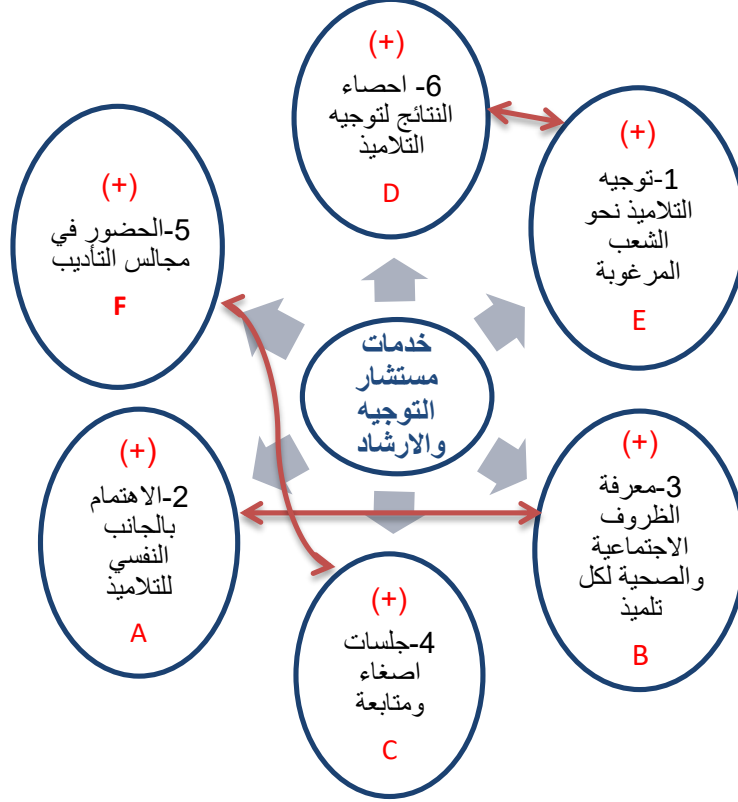 (+)
6- احصاء
النتائج لتوجيه
التلاميذ
D
(+)
1-توجيه
التلاميذ نحو
الشعب
المرغوبة
E
(+)
5-الحضور في
مجالس التأديب
F
خدمات
مستشار
التوجيه
والارشاد
(+)
3-معرفة
الظروف
الاجتماعية
والصحية لكل
تلميذ
B
(+)
2-الاهتمام
بالجانب
النفسي
للتلاميذ
A
(+)
4-جلسات
اصغاء
ومتابعة
C